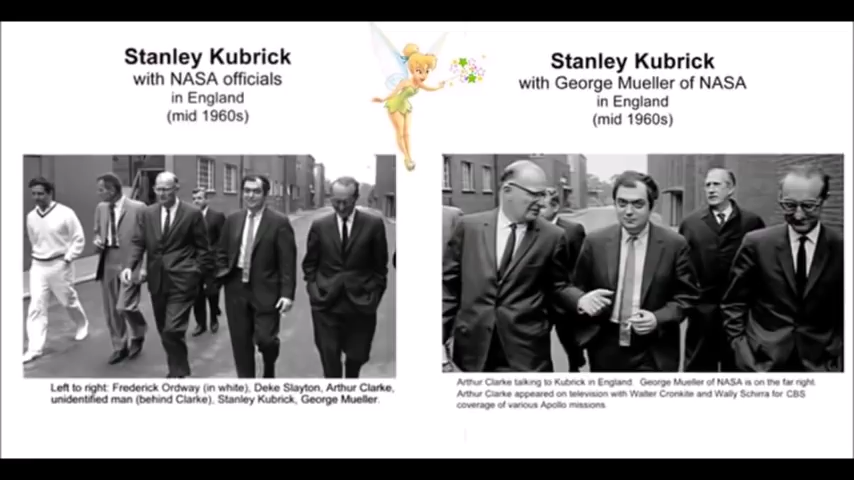 Stanley Kubrick
with NASA officials
in England
(mid 1960s)
Left to right: Frederick Ordway (in white), Deke Slayton, Arthur Clarke,
unidentified man (behind Clarke), Stanley Kubrick, George Mueller.
Stanley Kubrick
with George Mueller of NASA
in England
(mid 1960s)
Arthur Clarke talking to Kubrick in England. George Mueller of NASA is on the far right.
Arthur Clarke appeared on television with Walter Cronkite and Wally Schirra for CBS
coverage of various Apollo missions.